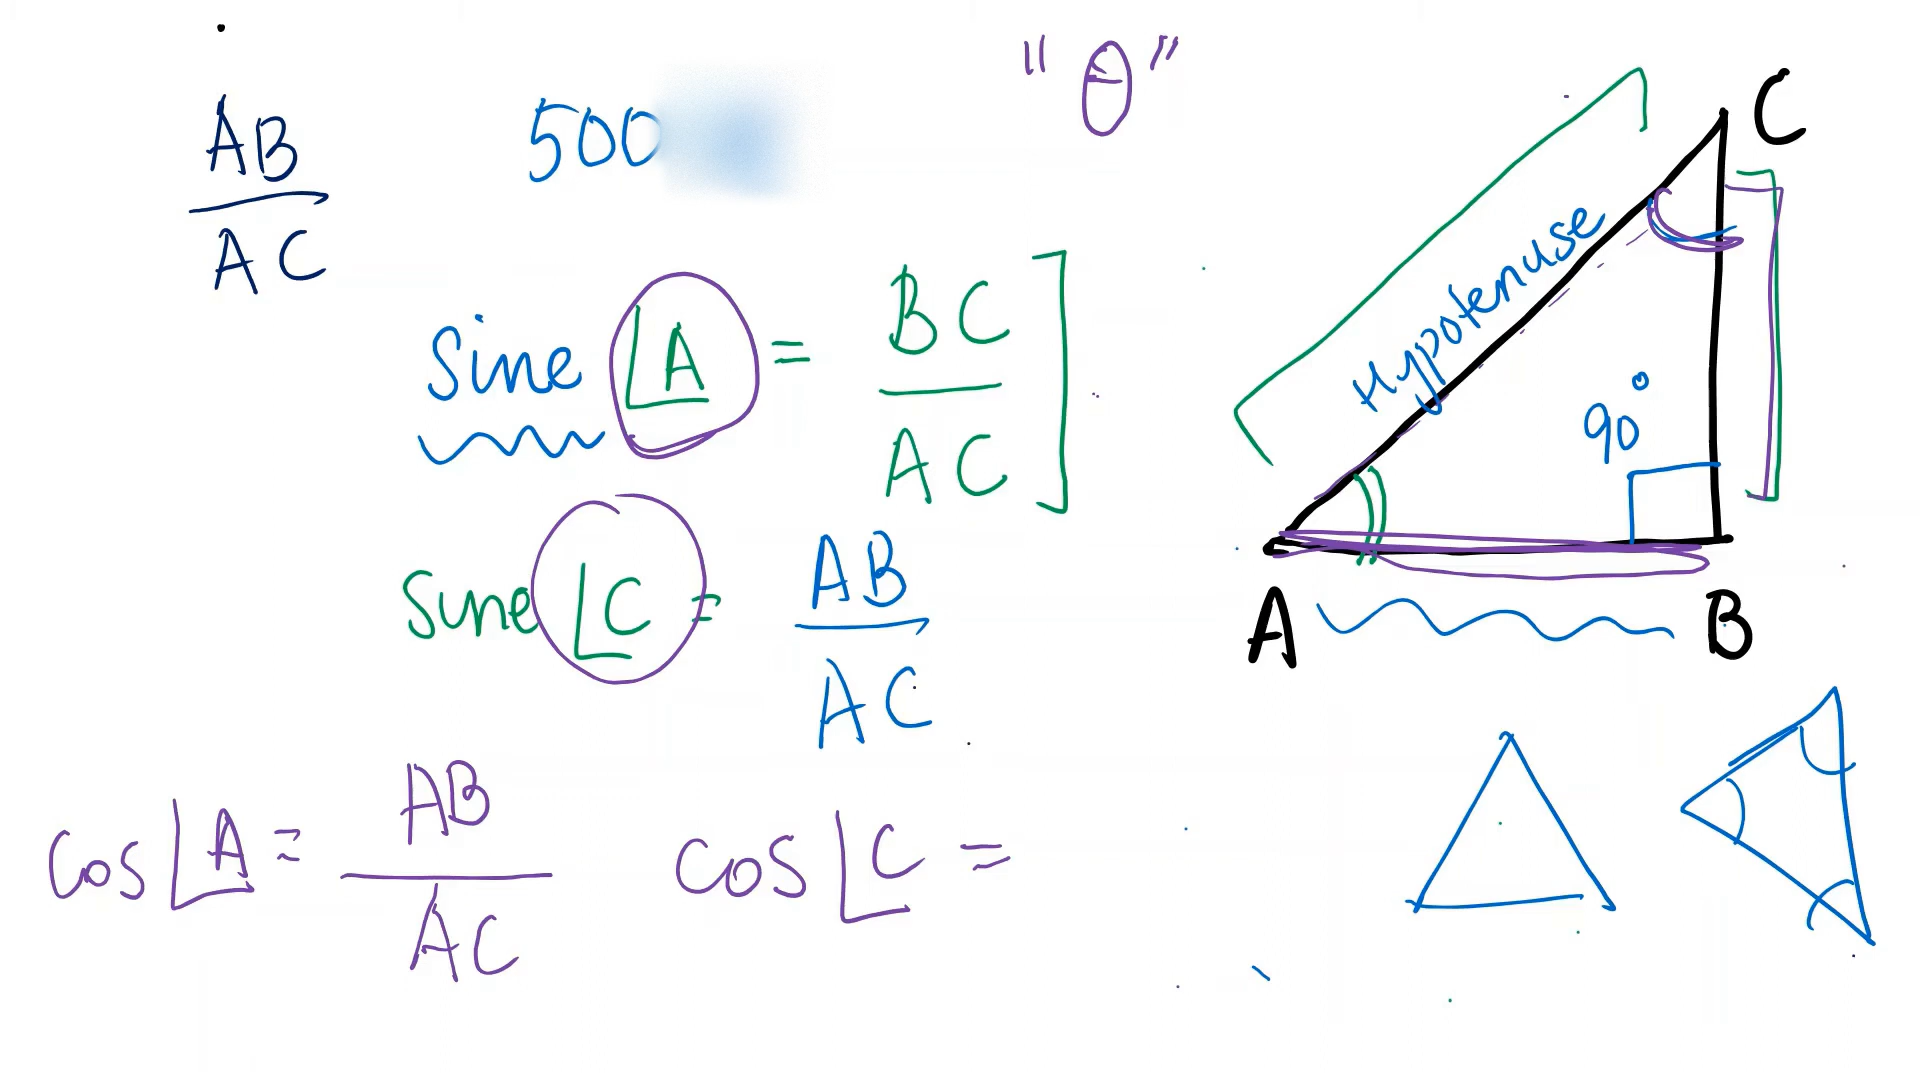 AB
AC
500
"θ"
Sine ∠A = BC
AC
Sine ∠C = AB
AC
Cos ∠A = AB
AC
Cos ∠C =
C
Hypotenuse
90°
A
B